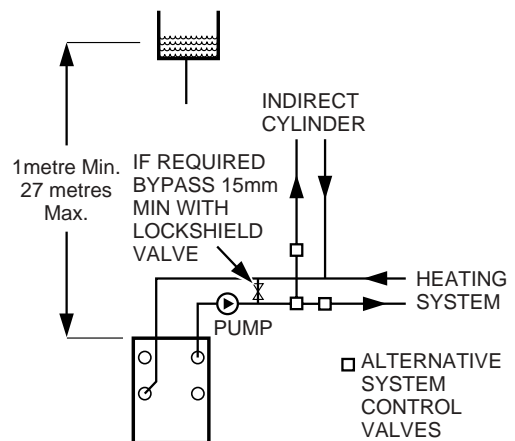 INDIRECT
CYLINDER
1metre Min.
27 metres
Max.
IF REQUIRED
BYPASS 15mm
MIN WITH
LOCKSHIELD
VALVE
HEATING
SYSTEM
PUMP
ALTERNATIVE
SYSTEM
CONTROL
VALVES